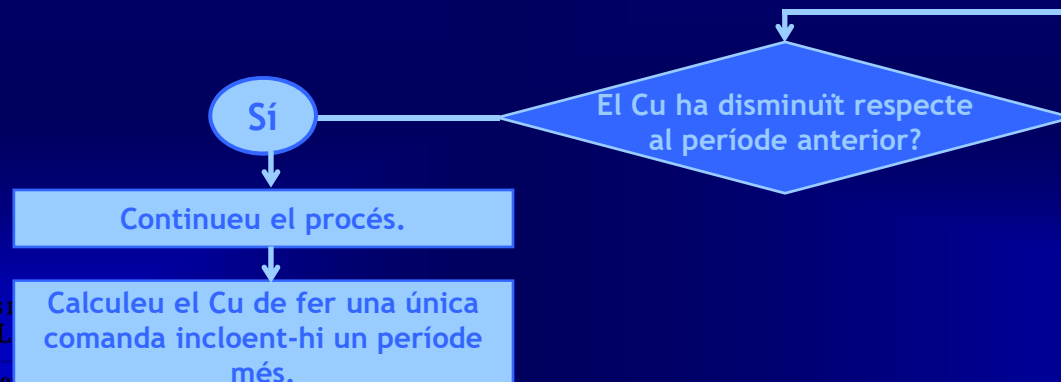 El Cu ha disminuït respecte
al període anterior?
Sí
Continueu el procés.
Calculeu el Cu de fer una única
comanda incloent-hi un període
més.